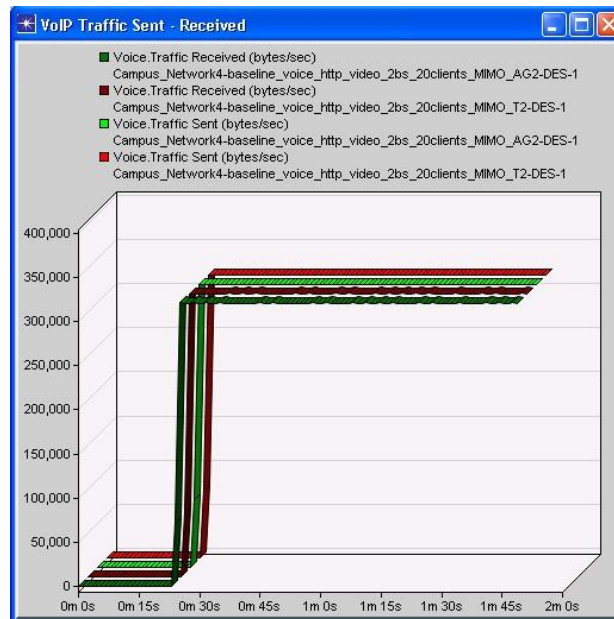 VoIP Traffic Sent - Received
Voice.Traffic Received (bytes/sec)
Campus_Network4-baseline_voice_http_video_2bs_20clients_MIMO_AG2-DES-1
Voice.Traffic Received (bytes/sec)
Campus_Network4-baseline_voice_http_video_2bs_20clients_MIMO_T2-DES-1
Voice.Traffic Sent (bytes/sec)
Campus_Network4-baseline_voice_http_video_2bs_20clients_MIMO_AG2-DES-1
Voice.Traffic Sent (bytes/sec)
Campus_Network4-baseline_voice_http_video_2bs_20clients_MIMO_T2-DES-1
400,000
350,000
300,000
250,000
200,000
150,000
100,000
50,000
0
0m 0s 0m 15s 0m 30s 0m 45s 1m 0s 1m 15s 1m 30s 1m 45s 2m 0s